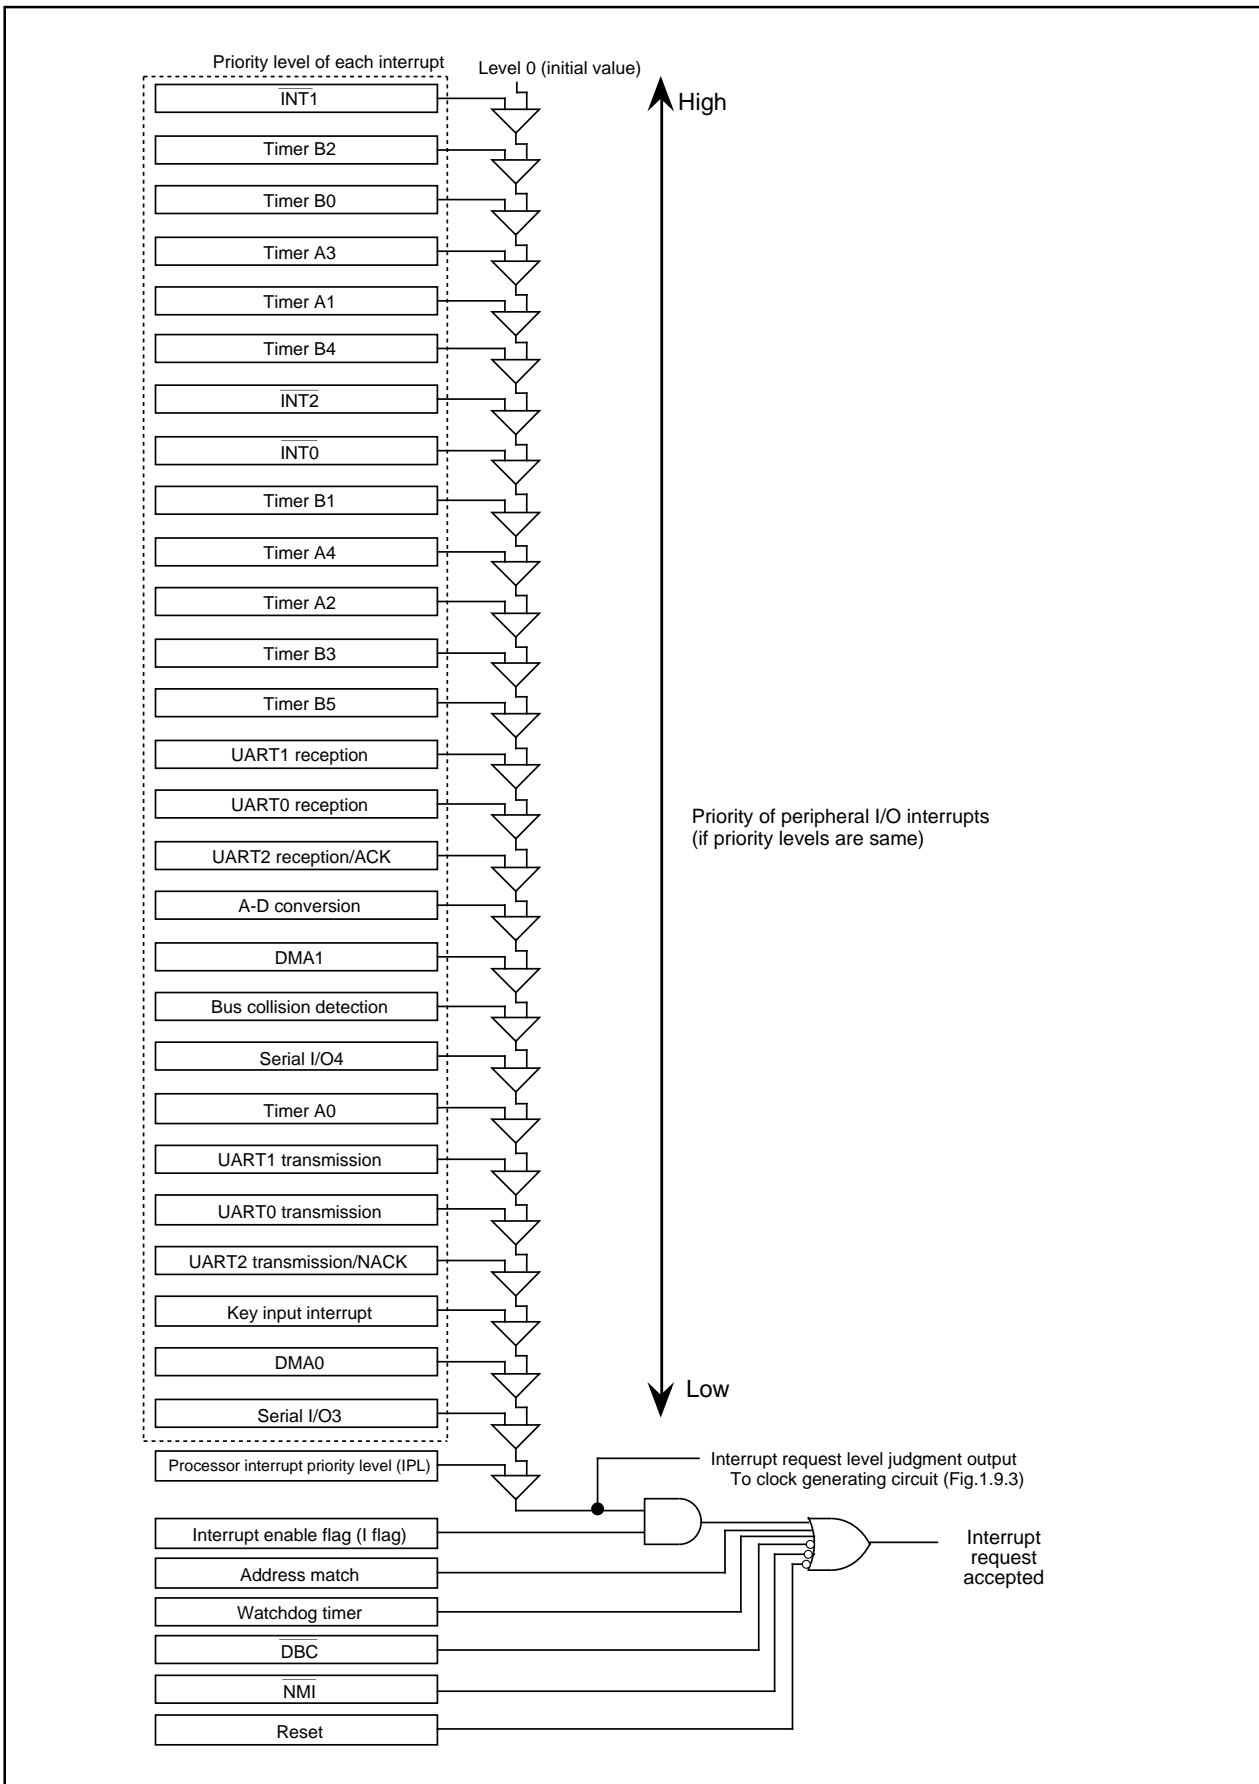 Priority level of each interrupt
Level 0 (initial value)
High
I̅N̅T̅1̅
Timer B2
Timer B0
Timer A3
Timer A1
Timer B4
I̅N̅T̅2̅
I̅N̅T̅0̅
Timer B1
Timer A4
Timer A2
Timer B3
Timer B5
UART1 reception
UART0 reception
UART2 reception/ACK
A-D conversion
DMA1
Bus collision detection
Serial I/O4
Timer A0
UART1 transmission
UART0 transmission
UART2 transmission/NACK
Key input interrupt
DMA0
Serial I/O3
Priority of peripheral I/O interrupts
(if priority levels are same)
Low
Processor interrupt priority level (IPL)
Interrupt request level judgment output
To clock generating circuit (Fig.1.9.3)
Interrupt enable flag (I flag)
Address match
Watchdog timer
D̅B̅C̅
N̅M̅I̅
Reset
Interrupt
request
accepted